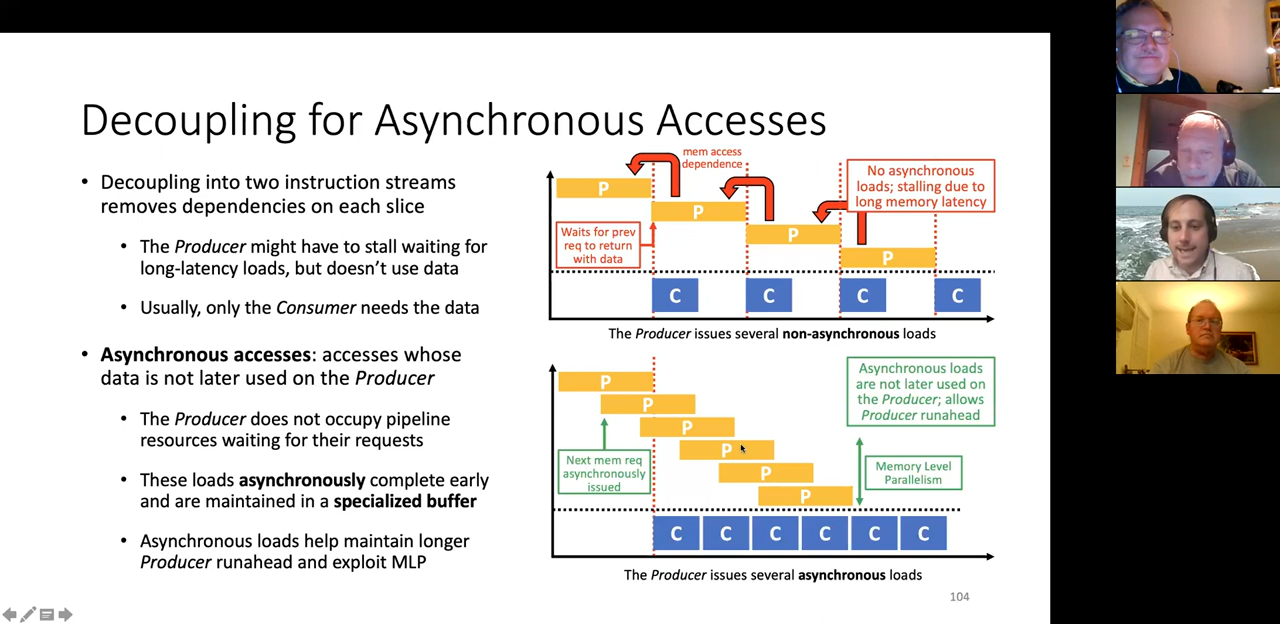 Decoupling for Asynchronous Accesses
• Decoupling into two instruction streams
removes dependencies on each slice
• The Producer might have to stall waiting for
long-latency loads, but doesn't use data
• Usually, only the Consumer needs the data
• Asynchronous accesses: accesses whose
data is not later used on the Producer
• The Producer does not occupy pipeline
resources waiting for their requests
• These loads asynchronously complete early
and are maintained in a specialized buffer
• Asynchronous loads help maintain longer
Producer runahead and exploit MLP
mem access
dependence
No asynchronous
loads; stalling due to
long memory latency
P
P
P
P
Waits for prev
req to return
with data
C
C
C
C
The Producer issues several non-asynchronous loads
Asynchronous loads
are not later used on
the Producer; allows
Producer runahead
P
P
P
P
P
P
Next mem req
asynchronously
issued
Memory Level
Parallelism
C
C
C
C
C
C
The Producer issues several asynchronous loads
104